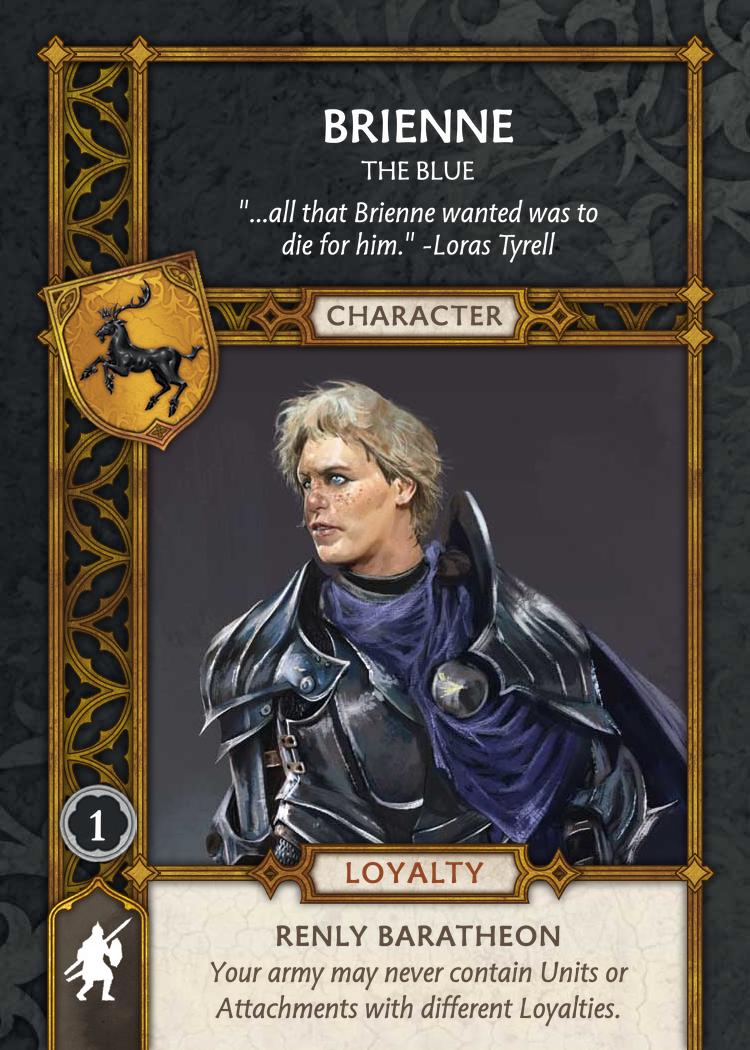 BRIENNE
THE BLUE
"...all that Brienne wanted was to
die for him." -Loras Tyrell
CHARACTER
1
LOYALTY
RENLY BARATHEON
Your army may never contain Units or
Attachments with different Loyalties.